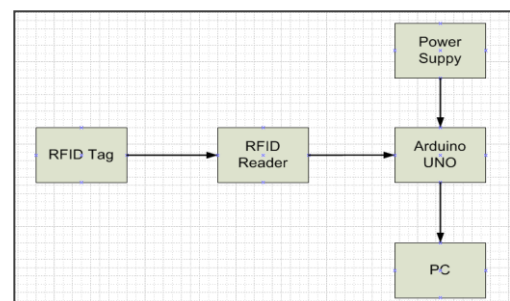 Power
Suppy
RFID Tag
RFID
Reader
Arduino
UNO
PC